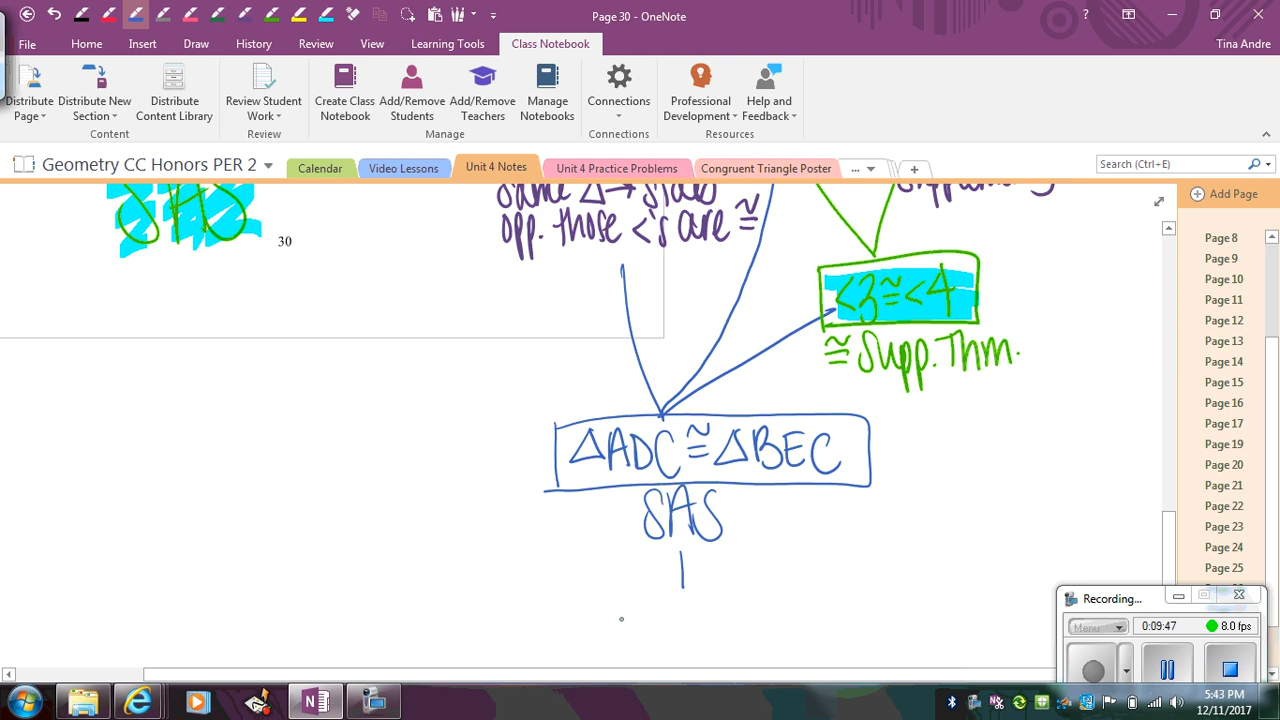 Page 30 - OneNote
File Home Insert Draw History Review View Learning Tools Class Notebook
Tina Andre
Distribute Page
Distribute New Section
Distribute Content Library
Review Student Work
Create Class Notebook
Add/Remove Students
Add/Remove Teachers
Manage Notebooks
Connections
Professional Development
Help and Feedback
Content Review Manage Connections Resources
Geometry CC Honors PER 2
Calendar
Video Lessons
Unit 4 Notes
Unit 4 Practice Problems
Congruent Triangle Poster
...
Search (Ctrl+E)
Add Page
Page 8
Page 9
Page 10
Page 11
Page 12
Page 13
Page 14
Page 15
Page 16
Page 17
Page 18
Page 19
Page 20
Page 21
Page 22
Page 23
Page 24
Page 25
SAS
30
same Δ → sides
opp. those <'s are ≅
<3 ≅ <4
≅ Supp. Thm.
ΔADC ≅ ΔBEC
SAS
Recording...
Menu
0:09:47
8.0 fps
5:43 PM
12/11/2017